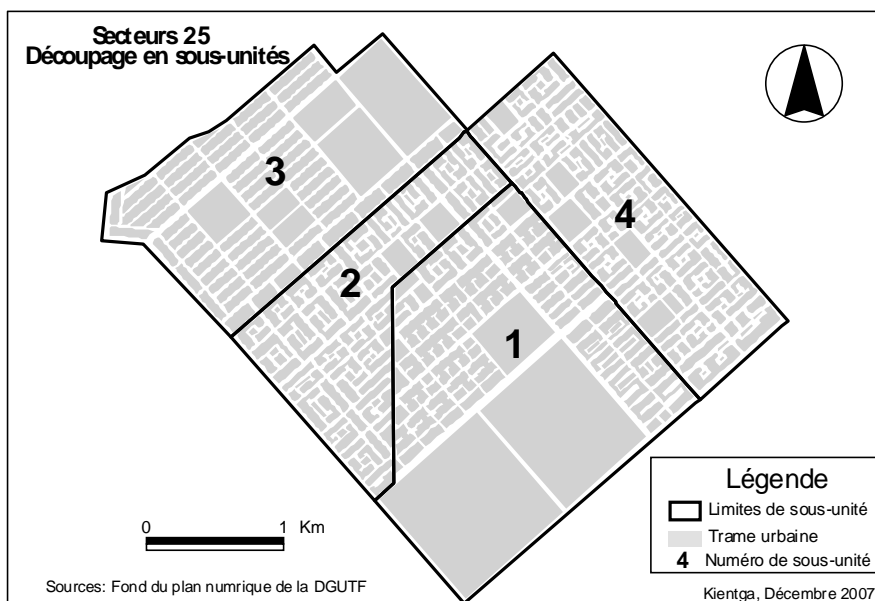 Secteurs 25
Découpage en sous-unités
3
4
2
1
0 1 Km
Légende
Limites de sous-unité
Trame urbaine
4 Numéro de sous-unité
Sources: Fond du plan numrique de la DGUTF
Kientga, Décembre 2007